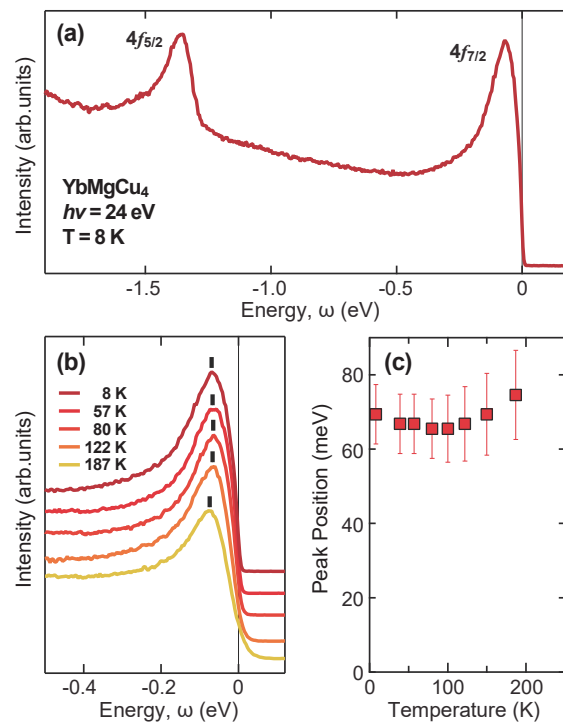 (a)
4f5/2
4f7/2
Intensity (arb.units)
YbMgCu4
hν = 24 eV
T = 8 K
-1.5
-1.0
-0.5
0
Energy, ω (eV)
(b)
8 K
57 K
80 K
122 K
187 K
Intensity (arb.units)
-0.4
-0.2
0
Energy, ω (eV)
(c)
80
60
40
20
0
Peak Position (meV)
0
100
200
Temperature (K)